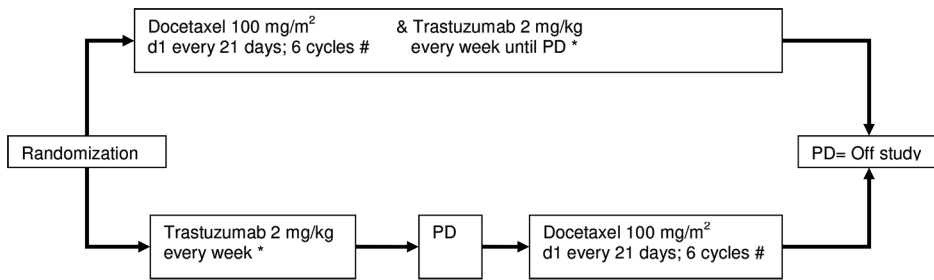 Docetaxel 100 mg/m² & Trastuzumab 2 mg/kg
d1 every 21 days; 6 cycles # every week until PD *
Randomization
PD= Off study
Trastuzumab 2 mg/kg
every week *
PD
Docetaxel 100 mg/m²
d1 every 21 days; 6 cycles #